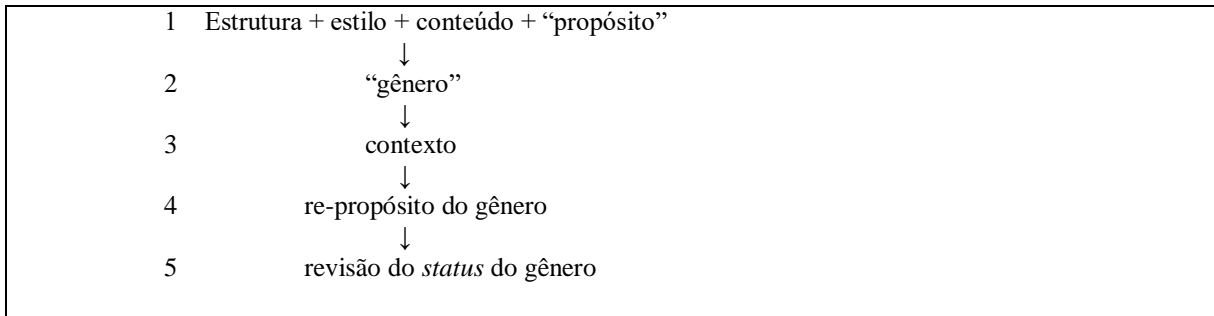 1 Estrutura + estilo + conteúdo + “propósito”
↓
2 “gênero”
↓
3 contexto
↓
4 re-propósito do gênero
↓
5 revisão do status do gênero